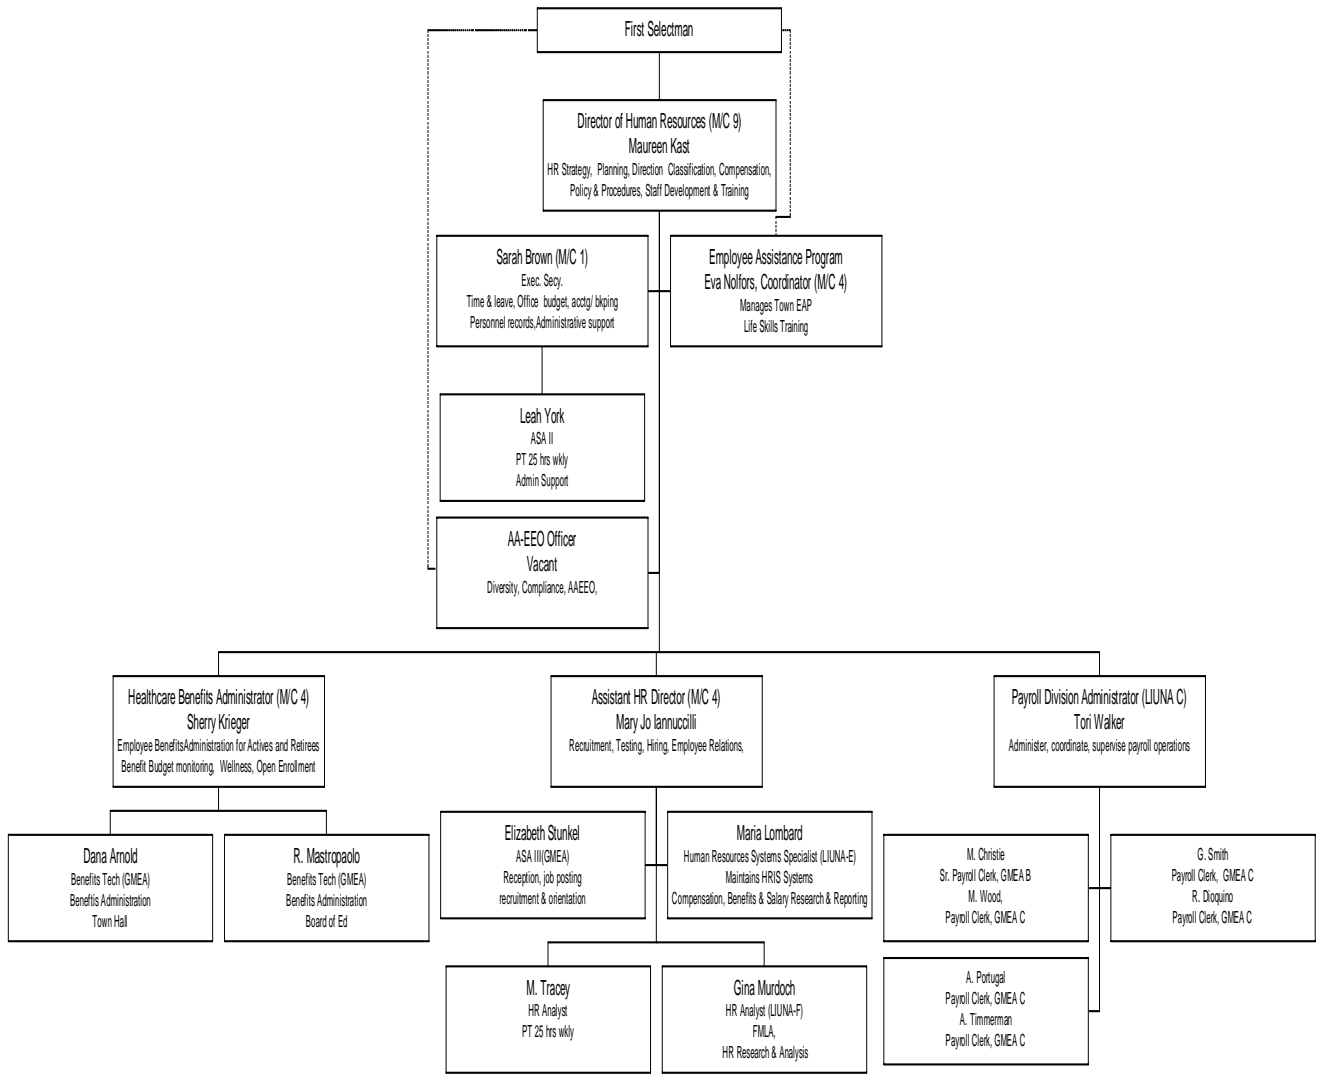 First Selectman
Director of Human Resources (M/C 9)
Maureen Kast
HR Strategy, Planning, Direction Classification, Compensation,
Policy & Procedures, Staff Development & Training
Sarah Brown (M/C 1)
Exec. Secy.
Time & leave, Office budget, acctg/ bkping
Personnel records,Administrative support
Employee Assistance Program
Eva Nolfors, Coordinator (M/C 4)
Manages Town EAP
Life Skills Training
Leah York
ASA II
PT 25 hrs wkly
Admin Support
AA-EEO Officer
Vacant
Diversity, Compliance, AAEEO,
Healthcare Benefits Administrator (M/C 4)
Sherry Krieger
Employee BenefitsAdministration for Actives and Retirees
Benefit Budget monitoring, Wellness, Open Enrollment
Assistant HR Director (M/C 4)
Mary Jo Iannuccilli
Recruitment, Testing, Hiring, Employee Relations,
Payroll Division Administrator (LIUNA C)
Tori Walker
Administer, coordinate, supervise payroll operations
Dana Arnold
Benefits Tech (GMEA)
Beneftis Administration
Town Hall
R. Mastropaolo
Benefits Tech (GMEA)
Benefits Administration
Board of Ed
Elizabeth Stunkel
ASA III(GMEA)
Reception, job posting
recruitment & orientation
Maria Lombard
Human Resources Systems Specialist (LIUNA-E)
Maintains HRIS Systems
Compensation, Benefits & Salary Research & Reporting
M. Tracey
HR Analyst
PT 25 hrs wkly
Gina Murdoch
HR Analyst (LIUNA-F)
FMLA,
HR Research & Analysis
M. Christie
Sr. Payroll Clerk, GMEA B
M. Wood,
Payroll Clerk, GMEA C
G. Smith
Payroll Clerk, GMEA C
R. Dioquino
Payroll Clerk, GMEA C
A. Portugal
Payroll Clerk, GMEA C
A. Timmerman
Payroll Clerk, GMEA C